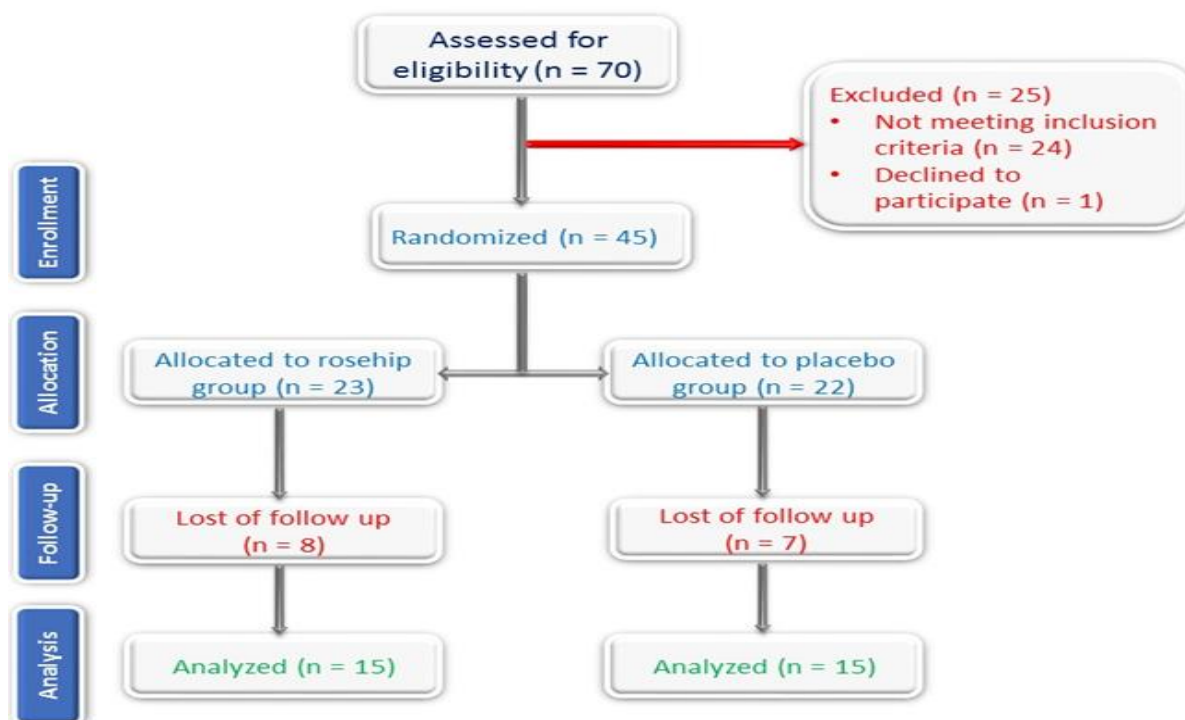 Assessed for
eligibility (n = 70)
Excluded (n = 25)
• Not meeting inclusion
criteria (n = 24)
• Declined to
participate (n = 1)
Enrollment
Randomized (n = 45)
Allocation
Allocated to rosehip
group (n = 23)
Allocated to placebo
group (n = 22)
Follow-up
Lost of follow up
(n = 8)
Lost of follow up
(n = 7)
Analysis
Analyzed (n = 15)
Analyzed (n = 15)